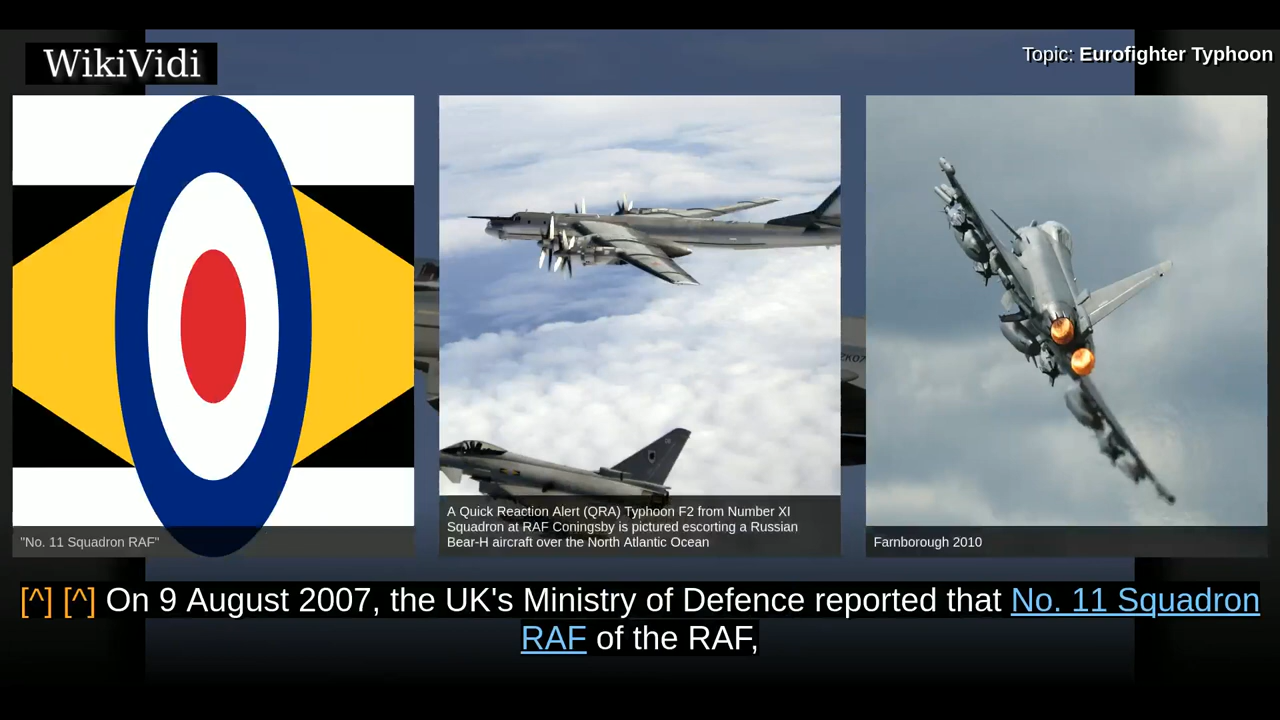 WikiVidi
Topic: Eurofighter Typhoon
"No. 11 Squadron RAF"
A Quick Reaction Alert (QRA) Typhoon F2 from Number XI
Squadron at RAF Coningsby is pictured escorting a Russian
Bear-H aircraft over the North Atlantic Ocean
Farnborough 2010
[^] [^] On 9 August 2007, the UK's Ministry of Defence reported that No. 11 Squadron
RAF of the RAF,